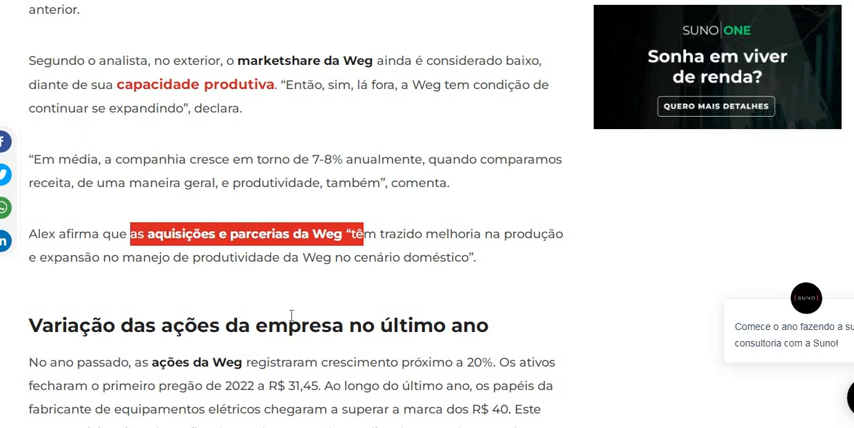 anterior.
Segundo o analista, no exterior, o marketshare da Weg ainda é considerado baixo,
diante de sua capacidade produtiva. “Então, sim, lá fora, a Weg tem condição de
continuar se expandindo”, declara.
“Em média, a companhia cresce em torno de 7-8% anualmente, quando comparamos
receita, de uma maneira geral, e produtividade, também”, comenta.
Alex afirma que as aquisições e parcerias da Weg “têm trazido melhoria na produção
e expansão no manejo de produtividade da Weg no cenário doméstico”.
Variação das ações da empresa no último ano
No ano passado, as ações da Weg registraram crescimento próximo a 20%. Os ativos
fecharam o primeiro pregão de 2022 a R$ 31,45. Ao longo do último ano, os papéis da
fabricante de equipamentos elétricos chegaram a superar a marca dos R$ 40. Este
SUNO ONE
Sonha em viver
de renda?
QUERO MAIS DETALHES
SUNO
Comece o ano fazendo a su
consultoria com a Suno!